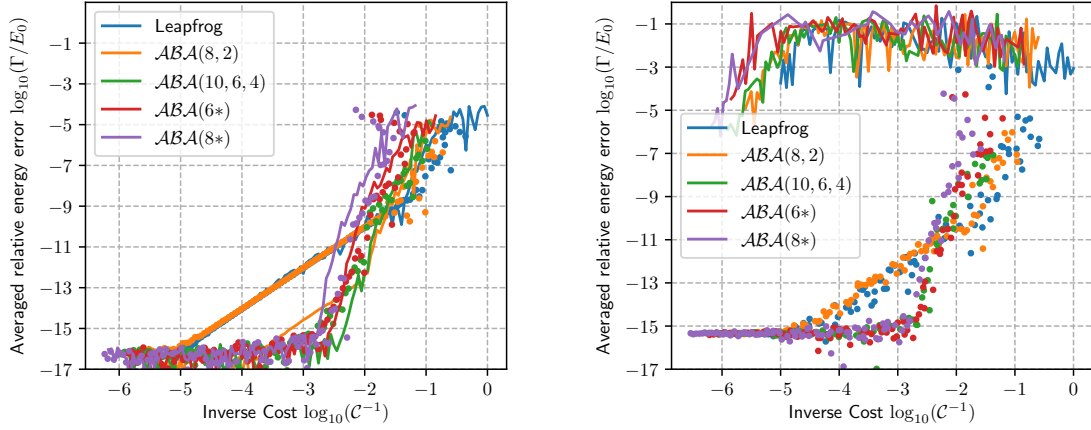 Averaged relative energy error log₁₀(Γ/E₀)
−1
−3
−5
−7
−9
−11
−13
−15
−17
Leapfrog
ABA(8, 2)
ABA(10, 6, 4)
ABA(6∗)
ABA(8∗)
−6
−5
−4
−3
−2
−1
0
Inverse Cost log₁₀(C⁻¹)
Averaged relative energy error log₁₀(Γ/E₀)
−1
−3
−5
−7
−9
−11
−13
−15
−17
Leapfrog
ABA(8, 2)
ABA(10, 6, 4)
ABA(6∗)
ABA(8∗)
−6
−5
−4
−3
−2
−1
0
Inverse Cost log₁₀(C⁻¹)